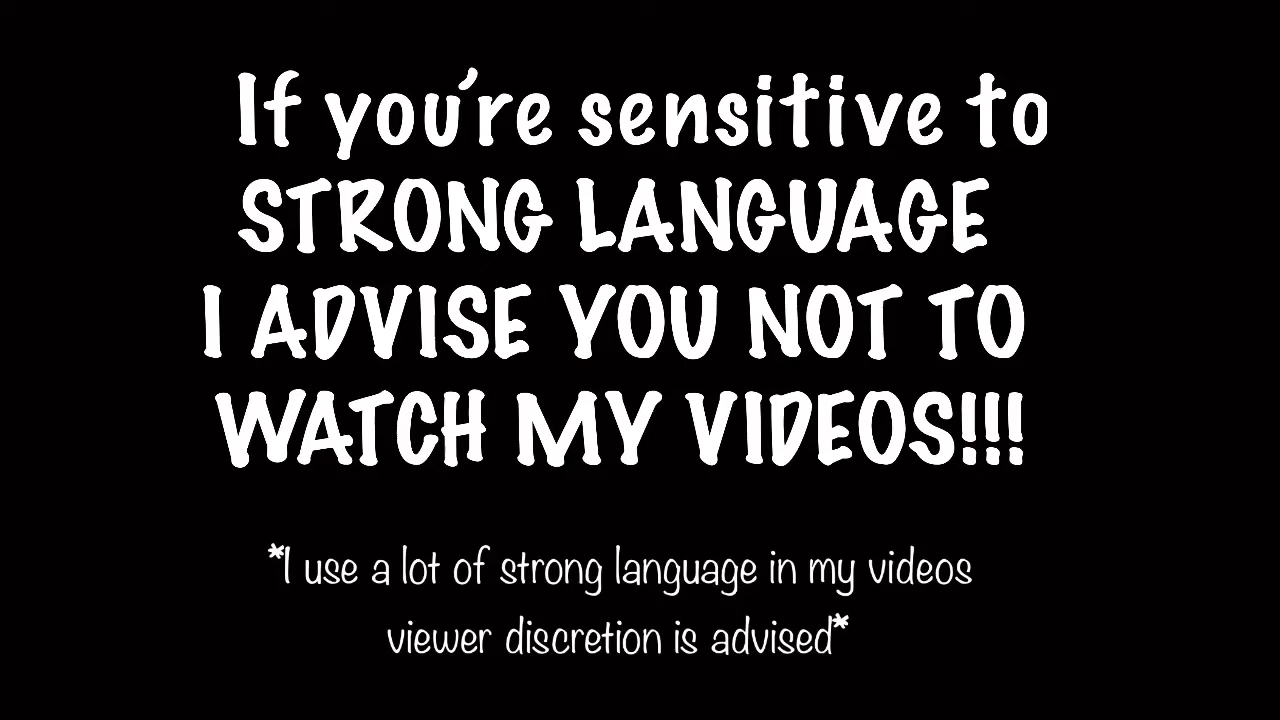 If you're sensitive to
STRONG LANGUAGE
I ADVISE YOU NOT TO
WATCH MY VIDEOS!!!
*I use a lot of strong language in my videos
viewer discretion is advised*